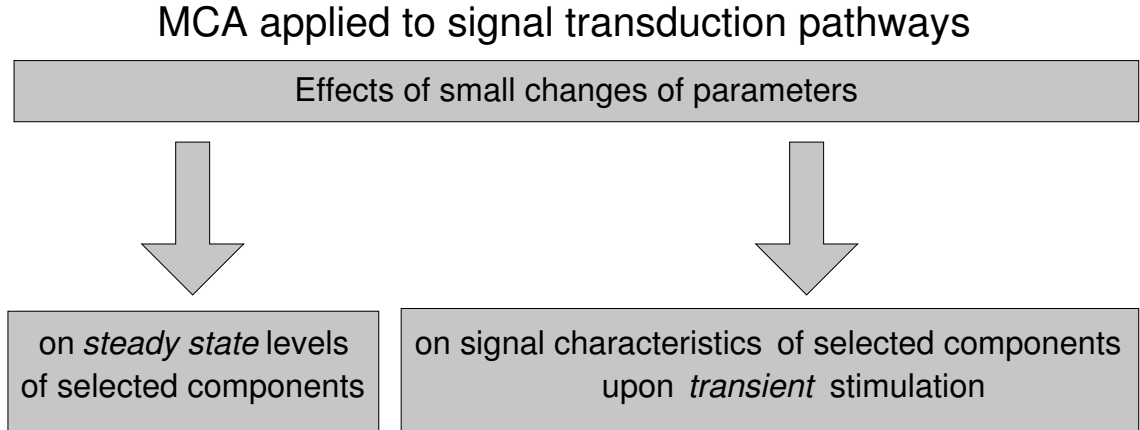 MCA applied to signal transduction pathways
Effects of small changes of parameters
on steady state levels
of selected components
on signal characteristics of selected components
upon transient stimulation